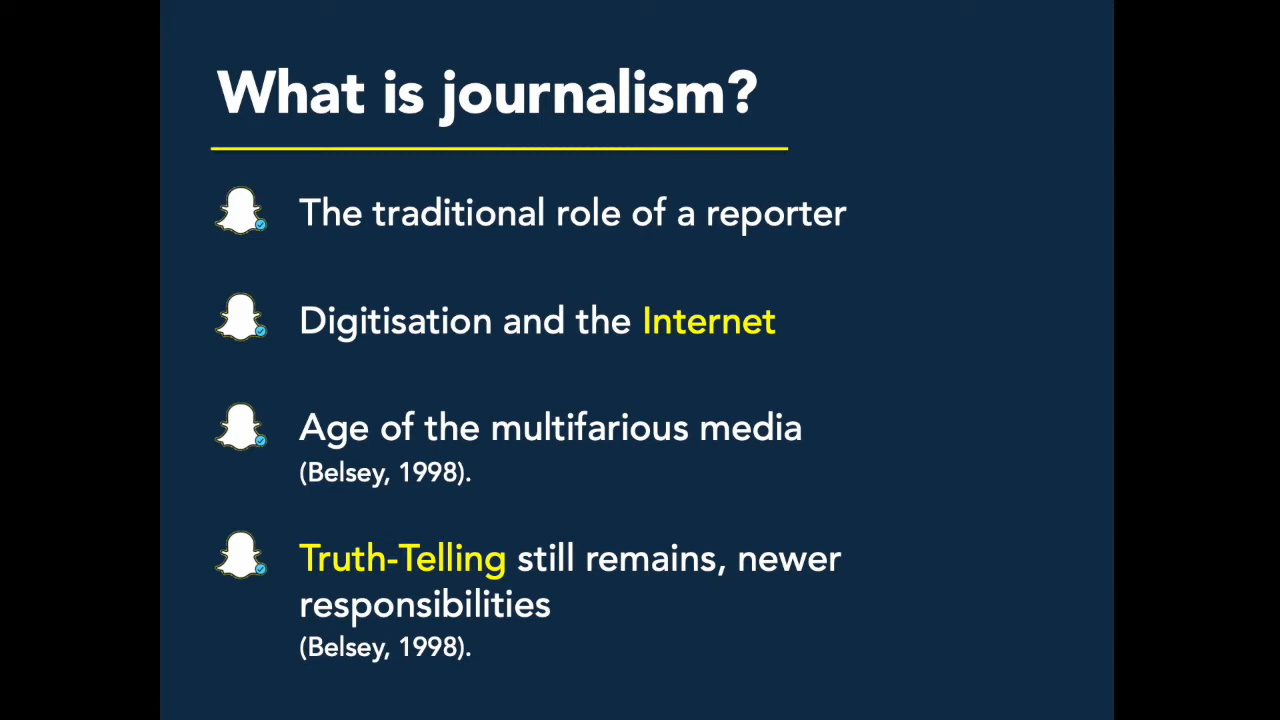 What is journalism?
The traditional role of a reporter
Digitisation and the Internet
Age of the multifarious media
(Belsey, 1998).
Truth-Telling still remains, newer
responsibilities
(Belsey, 1998).